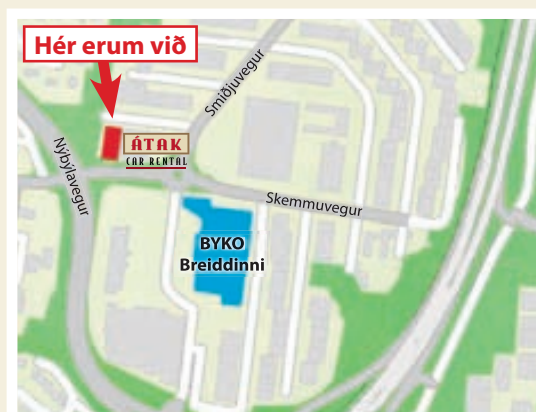 Hér erum við
Smiðjuvegur
ÁTAK
CAR RENTAL
Nýbýlavegur
Skemmuvegur
BYKO
Breiddinni